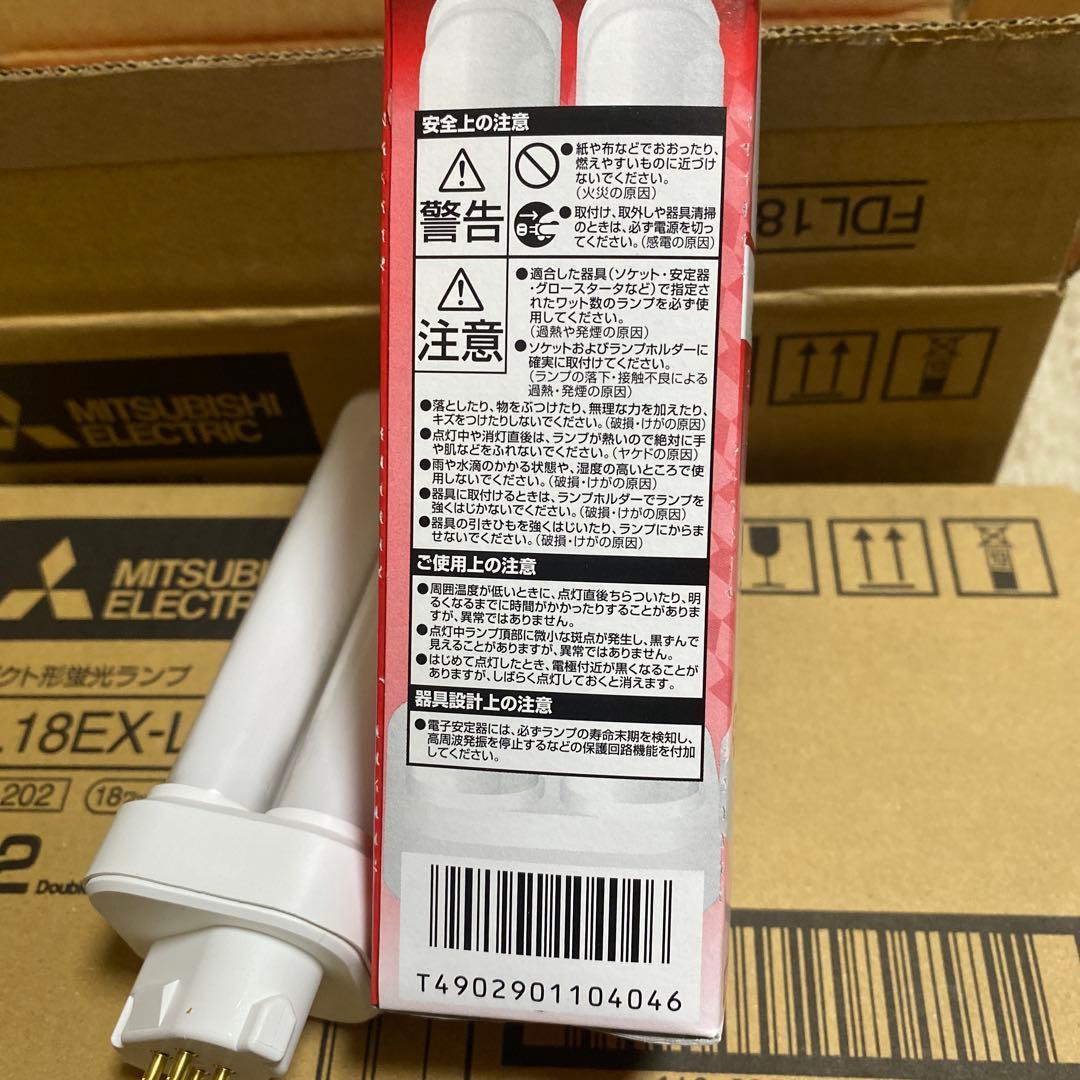 安全上の注意
警告
●紙や布などでおおったり、
燃えやすいものに近づけ
ないでください。
(火災の原因)
●取付け、取外しや器具清掃
のときは、必ず電源を切っ
てください。(感電の原因)
注意
●適合した器具(ソケット・安定器
・グロースタータなど)で指定
されたワット数のランプを必ず使
用してください。
(過熱や発煙の原因)
●ソケットおよびランプホルダーに
確実に取付けてください。
(ランプの落下・接触不良による
過熱・発煙の原因)
●落としたり、物をぶつけたり、無理な力を加えたり、
キズをつけたりしないでください。(破損・けがの原因)
●点灯中や消灯直後は、ランプが熱いので絶対に手
や肌などをふれないでください。(ヤケドの原因)
●雨や水滴のかかる状態や、湿度の高いところで使
用しないでください。(破損・けがの原因)
●器具に取付けるときは、ランプホルダーでランプを
強くはじかないでください。(破損・けがの原因)
●器具の引きひもを強くはじいたり、ランプにからま
せないでください。(破損・けがの原因)
ご使用上の注意
●周囲温度が低いときに、点灯直後ちらついたり、明
るくなるまでに時間がかかったりすることがありま
すが、異常ではありません。
●点灯中ランプ頂部に微小な斑点が発生し、黒ずんで
見えることがありますが、異常ではありません。
●はじめて点灯したとき、電極付近が黒くなることが
ありますが、しばらく点灯しておくと消えます。
器具設計上の注意
●電子安定器には、必ずランプの寿命末期を検知し、
高周波発振を停止するなどの保護回路機能を付加
してください。
T4902901104046
FDL18
MITSUBISHI
ELECTRIC
MITSUBI
ELECTR
クト形蛍光ランプ
L18EX-L
202
18ワ
2
Double